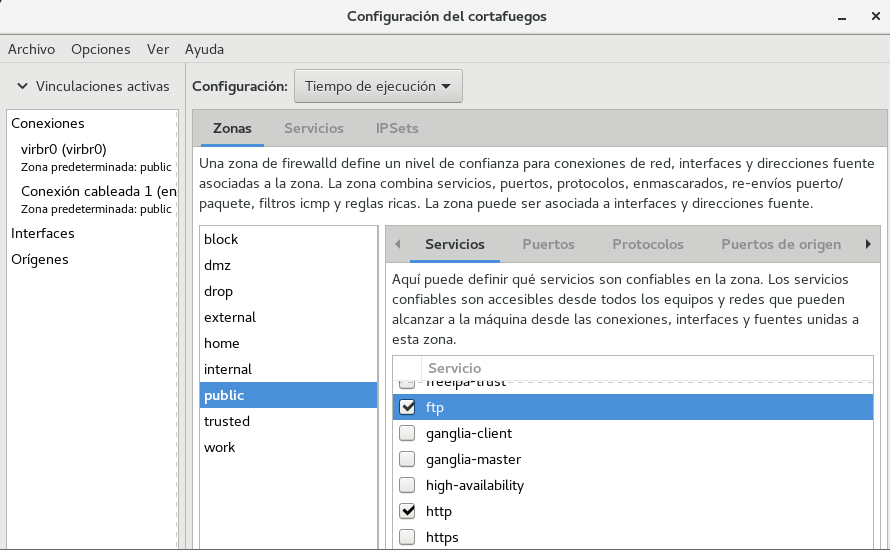 Configuración del cortafuegos
Archivo Opciones Ver Ayuda
Vinculaciones activas
Configuración: Tiempo de ejecución
Conexiones
virbr0 (virbr0)
Zona predeterminada: public
Conexión cableada 1 (en
Zona predeterminada: public
Interfaces
Orígenes
Zonas Servicios IPSets
Una zona de firewalld define un nivel de confianza para conexiones de red, interfaces y direcciones fuente
asociadas a la zona. La zona combina servicios, puertos, protocolos, enmascarados, re-envíos puerto/
paquete, filtros icmp y reglas ricas. La zona puede ser asociada a interfaces y direcciones fuente.
block
dmz
drop
external
home
internal
public
trusted
work
Servicios Puertos Protocolos Puertos de origen
Aquí puede definir qué servicios son confiables en la zona. Los servicios
confiables son accesibles desde todos los equipos y redes que pueden
alcanzar a la máquina desde las conexiones, interfaces y fuentes unidas a
esta zona.
Servicio
freeipa-trust
ftp
ganglia-client
ganglia-master
high-availability
http
https